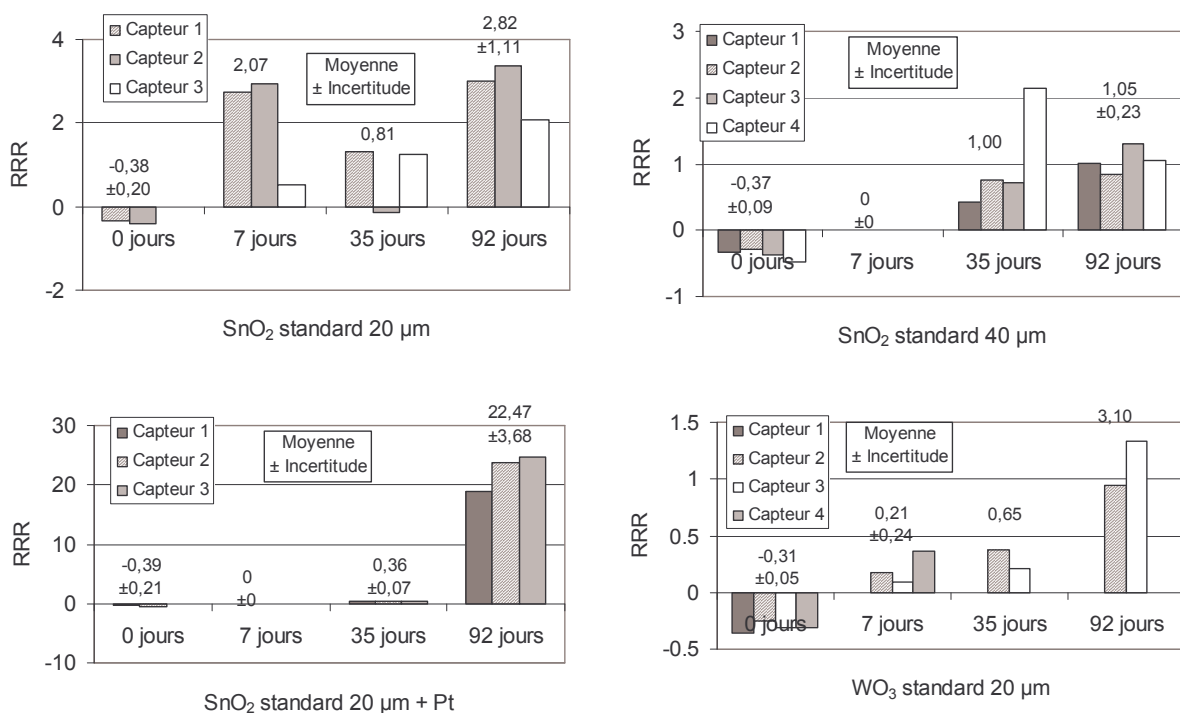 Capteur 1
Capteur 2
Capteur 3
Moyenne
± Incertitude
4
2
0
-2
RRR
-0,38
±0,20
2,07
0,81
2,82
±1,11
0 jours
7 jours
35 jours
92 jours
SnO₂ standard 20 µm
Capteur 1
Capteur 2
Capteur 3
Capteur 4
Moyenne
± Incertitude
3
2
1
0
-1
RRR
-0,37
±0,09
0
±0
1,00
1,05
±0,23
0 jours
7 jours
35 jours
92 jours
SnO₂ standard 40 µm
Capteur 1
Capteur 2
Capteur 3
Moyenne
± Incertitude
30
20
10
0
-10
RRR
-0,39
±0,21
0
±0
0,36
±0,07
22,47
±3,68
0 jours
7 jours
35 jours
92 jours
SnO₂ standard 20 µm + Pt
Capteur 1
Capteur 2
Capteur 3
Capteur 4
Moyenne
± Incertitude
1.5
1
0.5
0
-0.5
RRR
-0,31
±0,05
0,21
±0,24
0,65
3,10
0 jours
7 jours
35 jours
92 jours
WO₃ standard 20 µm